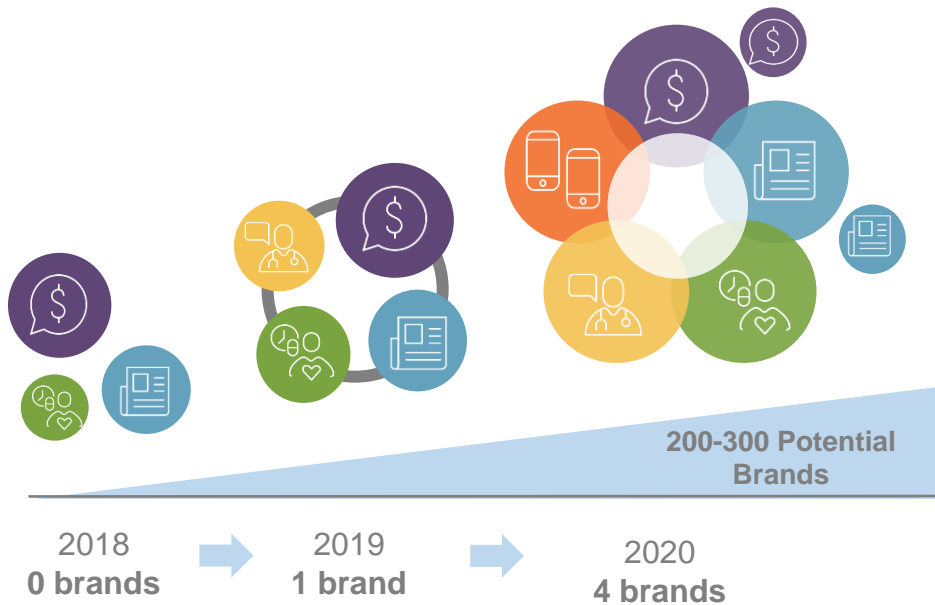 $
$
$
$
200-300 Potential
Brands
2018
0 brands
2019
1 brand
2020
4 brands